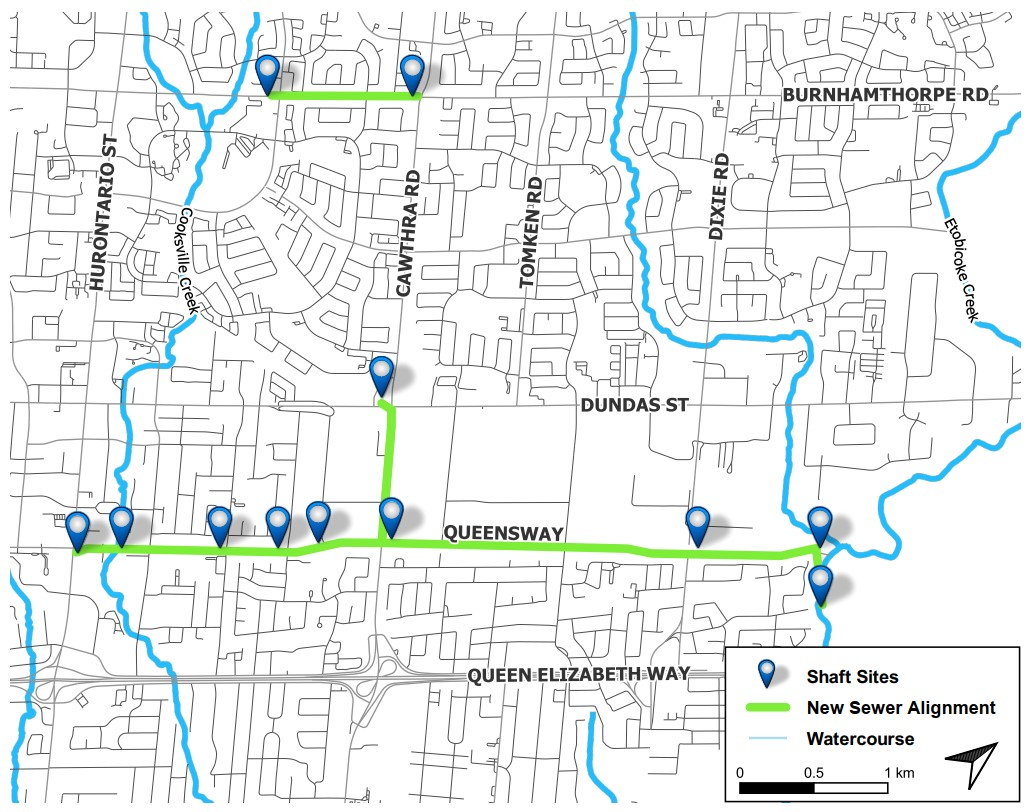 BURNHAMTHORPE RD
HURONTARIO ST
CAWTHRA RD
TOMKEN RD
DIXIE RD
Cooksville Creek
Etobicoke Creek
DUNDAS ST
QUEENSWAY
QUEEN ELIZABETH WAY
Shaft Sites
New Sewer Alignment
Watercourse
0 0.5 1 km